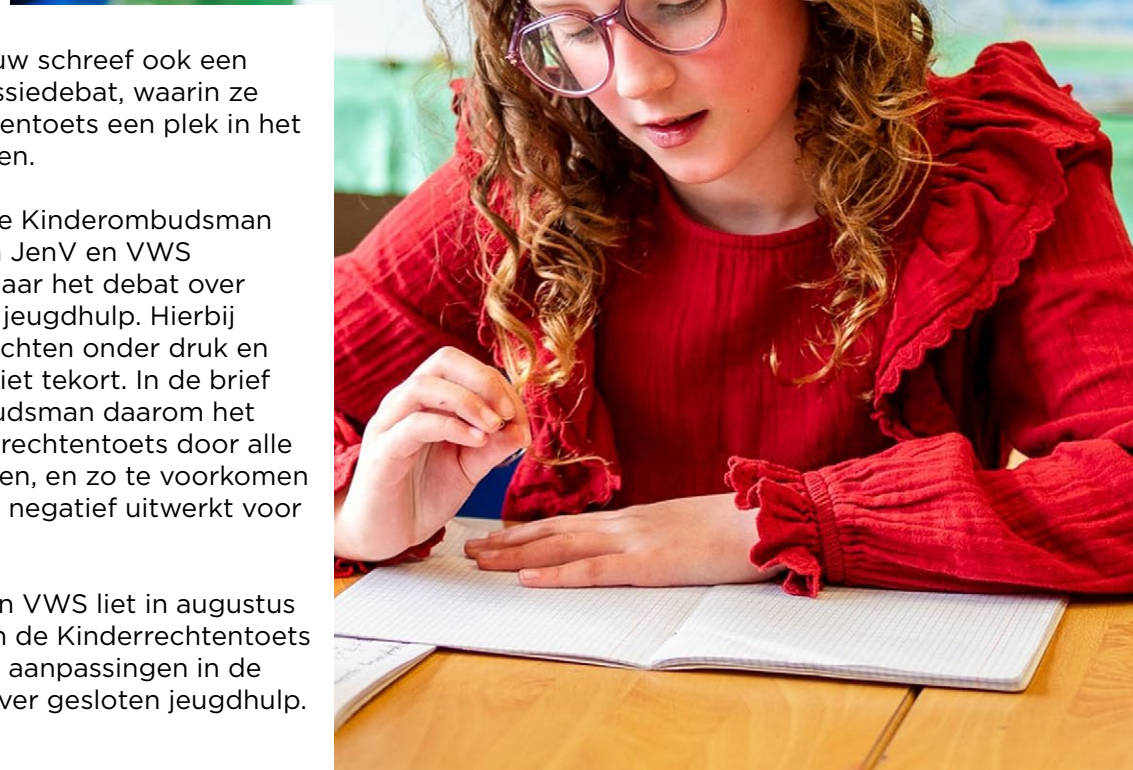 uw schreef ook een
ssiedebat, waarin ze
entoets een plek in het
en.
e Kinderombudsman
n JenV en VWS
aar het debat over
jeugdhulp. Hierbij
chten onder druk en
iet tekort. In de brief
udsman daarom het
rechtentoets door alle
en, en zo te voorkomen
negatief uitwerkt voor
n VWS liet in augustus
n de Kinderrechtentoets
aanpassingen in de
ver gesloten jeugdhulp.